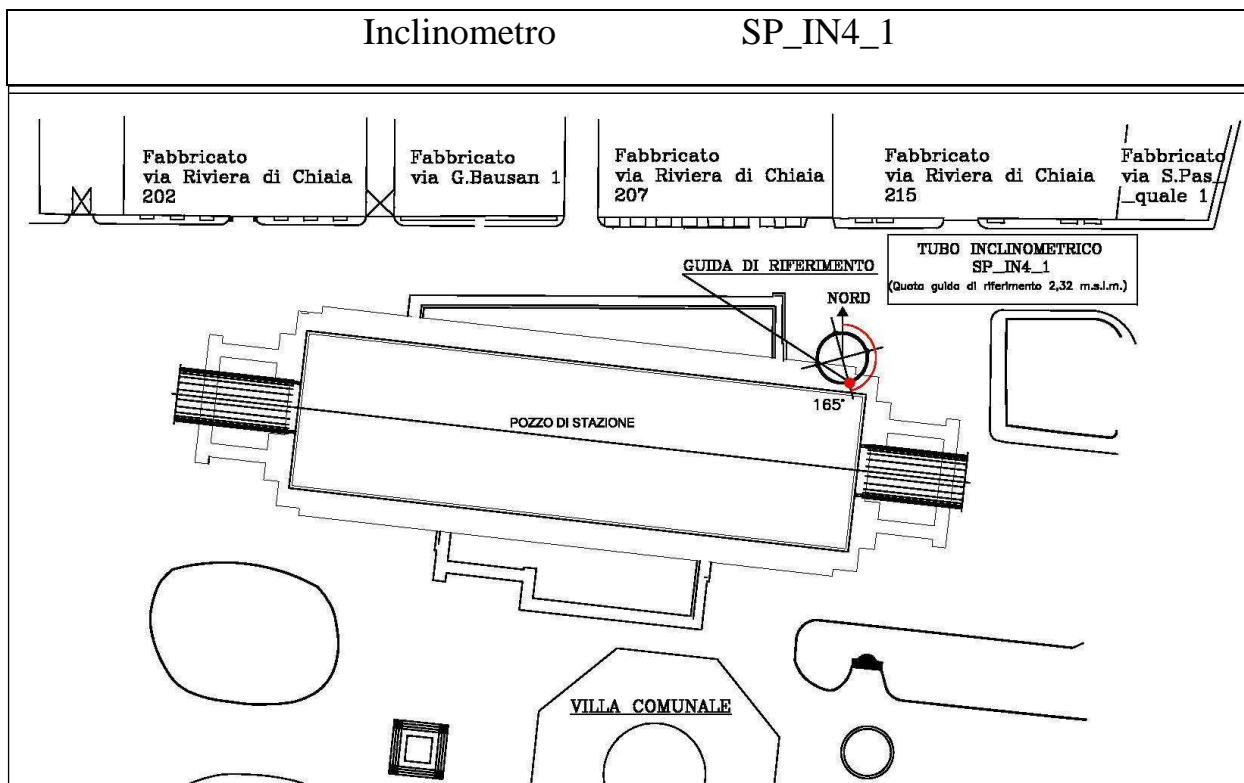 Inclinometro SP_IN4_1
Fabbricato
via Riviera di Chiaia
202
Fabbricato
via G.Bausan 1
Fabbricato
via Riviera di Chiaia
207
Fabbricato
via Riviera di Chiaia
215
Fabbricato
via S.Pas_
_quale 1
TUBO INCLINOMETRICO
SP_IN4_1
(Quota guida di riferimento 2,32 m.s.l.m.)
GUIDA DI RIFERIMENTO
NORD
165°
POZZO DI STAZIONE
VILLA COMUNALE